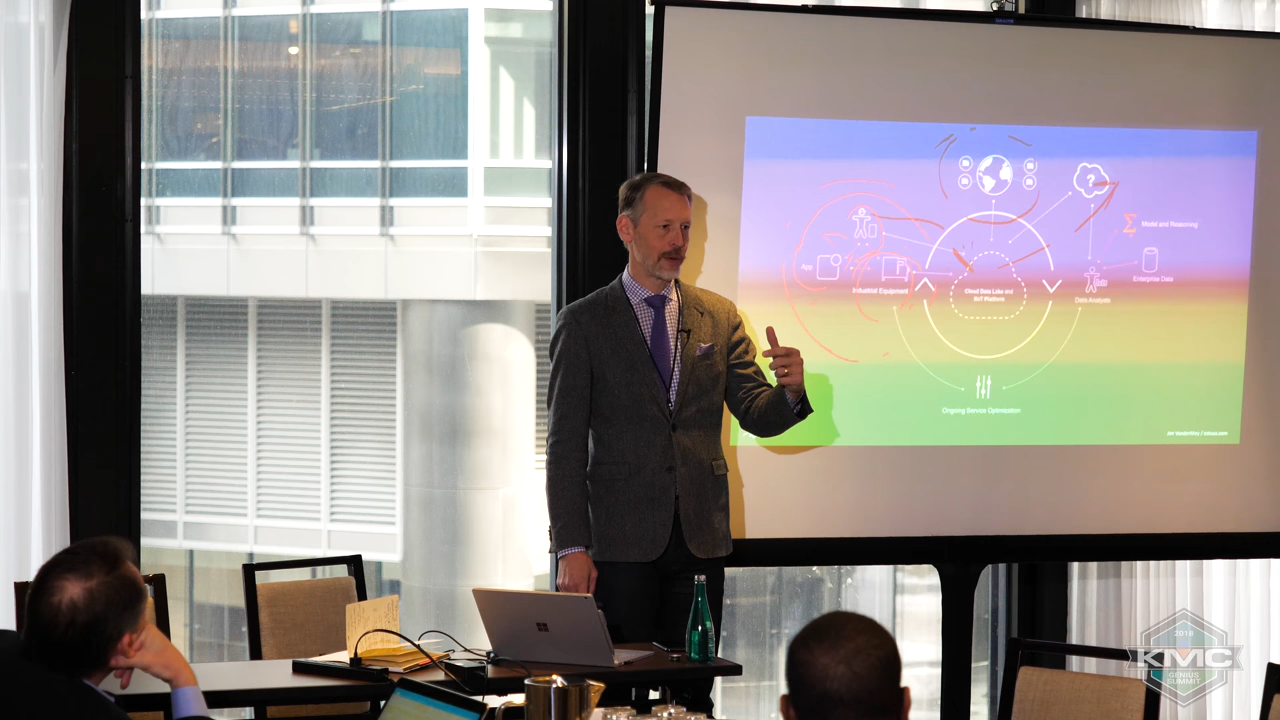 ?
Σ Model and Reasoning
App
Industrial Equipment
Cloud Data Lake and
IIoT Platform
Enterprise Data
Data Analysts
Ongoing Service Optimization
2018
KMC
GENIUS
SUMMIT